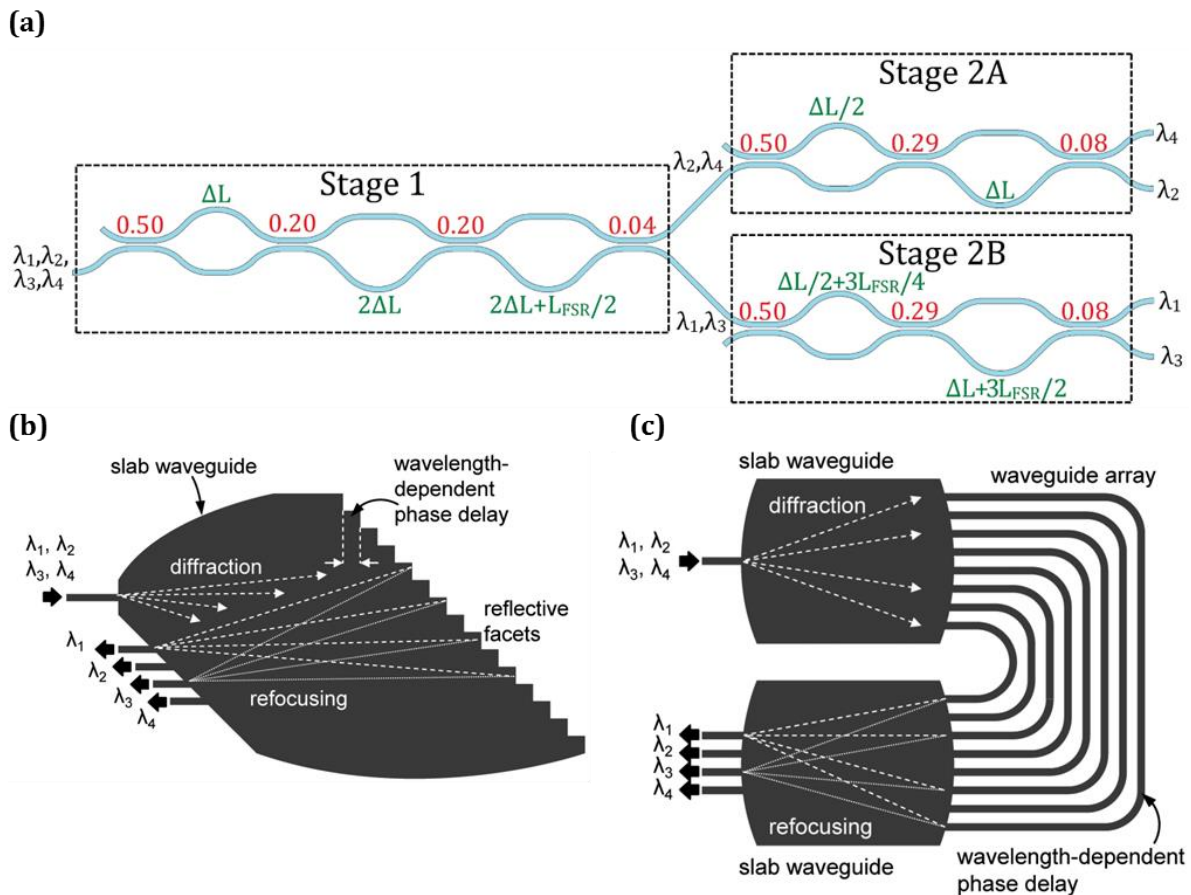 (a)
Stage 1
λ₁,λ₂,
λ₃,λ₄
0.50
ΔL
0.20
2ΔL
0.20
2ΔL+L_FSR/2
0.04
λ₂,λ₄
λ₁,λ₃
Stage 2A
0.50
ΔL/2
0.29
ΔL
0.08
λ₄
λ₂
Stage 2B
0.50
ΔL/2+3L_FSR/4
0.29
ΔL+3L_FSR/2
0.08
λ₁
λ₃
(b)
slab waveguide
wavelength-
dependent
phase delay
λ₁, λ₂
λ₃, λ₄
diffraction
reflective
facets
λ₁
λ₂
λ₃
λ₄
refocusing
(c)
slab waveguide
waveguide array
diffraction
λ₁, λ₂
λ₃, λ₄
λ₁
λ₂
λ₃
λ₄
refocusing
slab waveguide
wavelength-dependent
phase delay